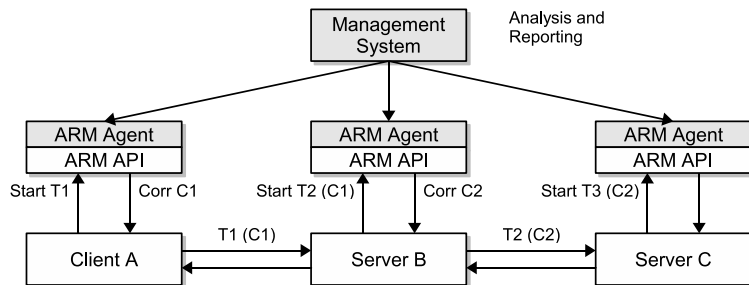 Management
System
Analysis and
Reporting
ARM Agent
ARM API
ARM Agent
ARM API
ARM Agent
ARM API
Start T1
Corr C1
Start T2 (C1)
Corr C2
Start T3 (C2)
Client A
T1 (C1)
Server B
T2 (C2)
Server C